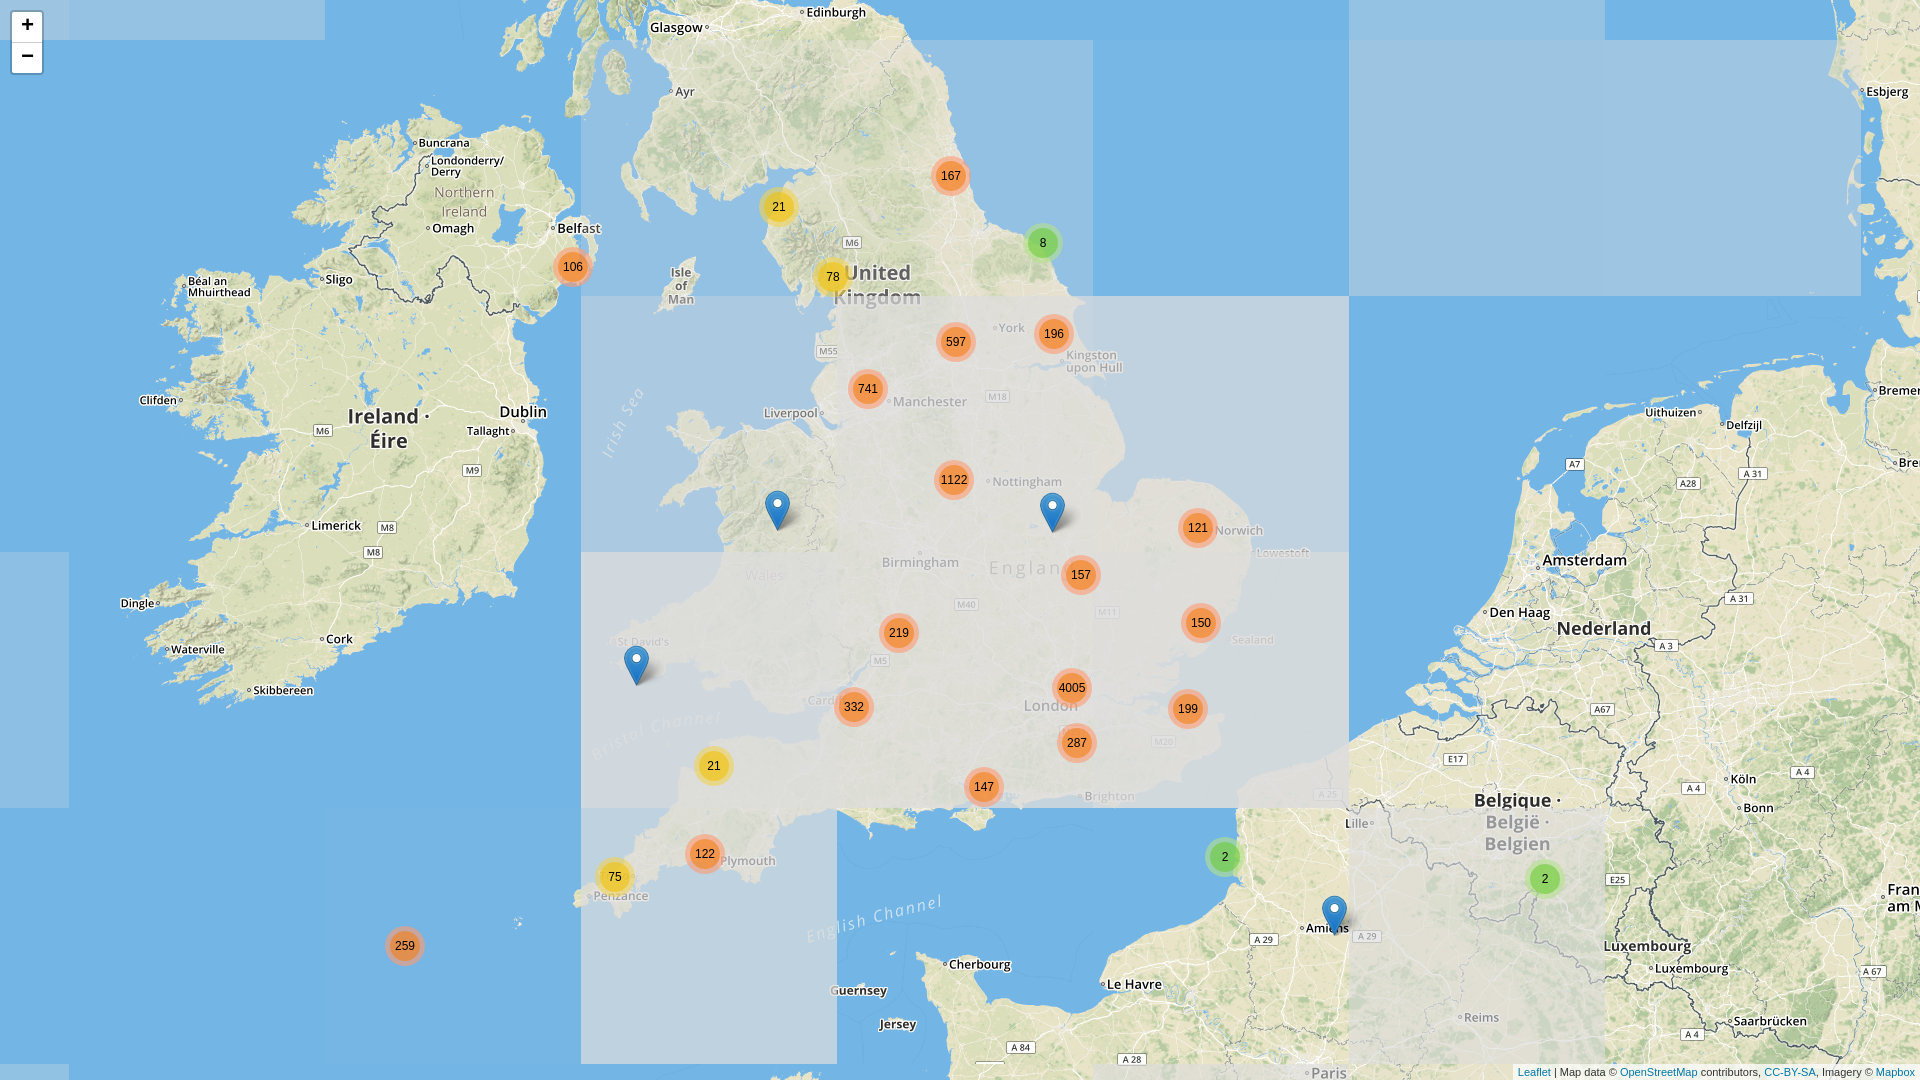 +
−
Glasgow
Edinburgh
Ayr
Esbjerg
Buncrana
Londonderry/
Derry
Northern
Ireland
Omagh
Belfast
167
21
8
106
M6
78
United
Kingdom
Isle
of
Man
Béal an
Mhuirthead
Sligo
York
196
597
M55
Kingston
upon Hull
741
Manchester
M18
Liverpool
Irish Sea
Clifden
Dublin
Tallaght
Ireland ·
Éire
M6
M9
Uithuizen
Delfzijl
A7
A 31
A28
1122
Nottingham
Limerick
M8
M8
121
Norwich
Lowestoft
Birmingham
Wales
Englan
157
M40
M11
Amsterdam
Den Haag
Nederland
A 31
A 3
Dingle
Cork
Waterville
Skibbereen
219
150
Sealand
St David's
M5
4005
London
199
332
Bristol Channel
287
M20
A67
E17
21
147
Brighton
A 25
Köln
A 4
A 4
Bonn
Belgique ·
België ·
Belgien
Lille
122
Plymouth
75
Penzance
2
2
E25
English Channel
259
Amiens
A 29
A 29
Luxembourg
Luxembourg
A 67
Cherbourg
Le Havre
Guernsey
Jersey
Reims
Saarbrücken
A 4
A 84
A 28
Paris
Leaflet | Map data © OpenStreetMap contributors, CC-BY-SA, Imagery © Mapbox